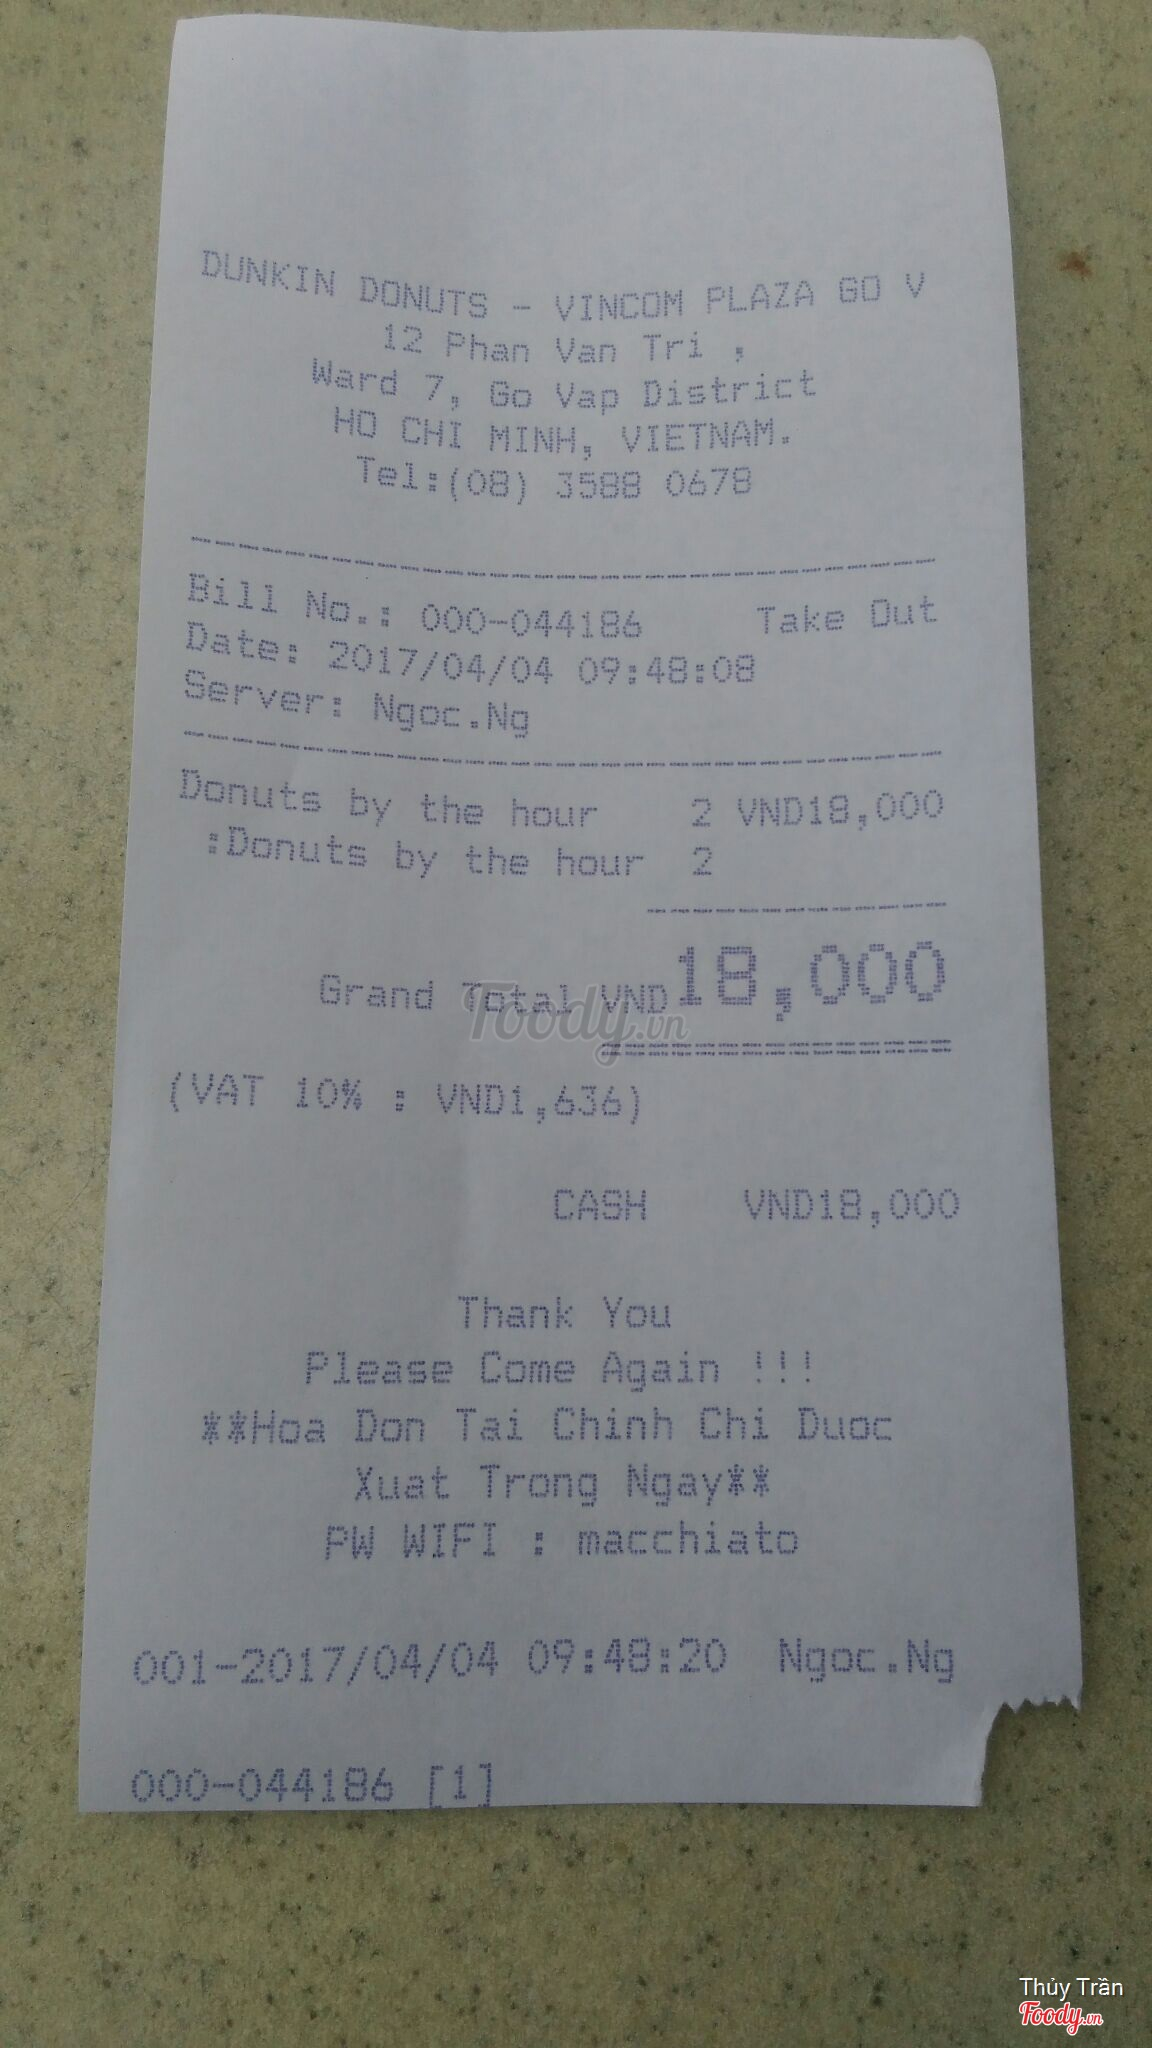 DUNKIN DONUTS - VINCOM PLAZA GO V
12 Phan Van Tri ,
Ward 7, Go Vap District
HO CHI MINH, VIETNAM.
Tel:(08) 3588 0678
Bill No.: 000-044186 Take Out
Date: 2017/04/04 09:48:08
Server: Ngoc.Ng
Donuts by the hour 2 VND18,000
:Donuts by the hour 2
Grand Total VND18,000
Foody.vn
(VAT 10% : VND1,636)
CASH VND18,000
Thank You
Please Come Again !!!
**Hoa Don Tai Chinh Chi Duoc
Xuat Trong Ngay**
PW WIFI : macchiato
001-2017/04/04 09:48:20 Ngoc.Ng
000-044186 [1]
Thủy Trần
Foody.vn